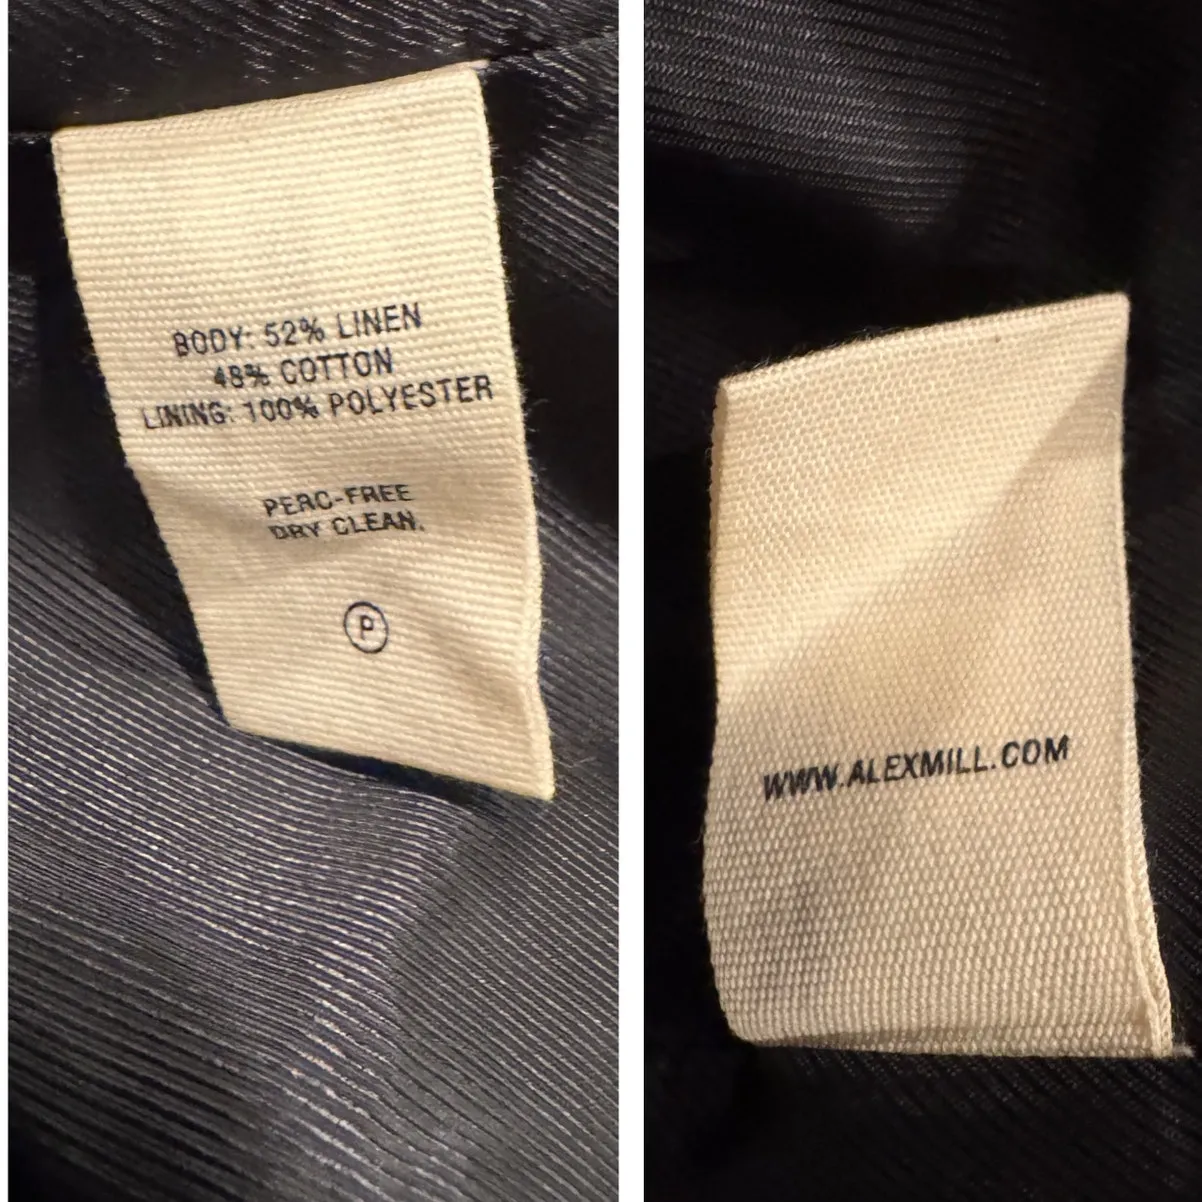 BODY: 52% LINEN
48% COTTON
LINING: 100% POLYESTER
PERC-FREE
DRY CLEAN.
P
WWW.ALEXMILL.COM